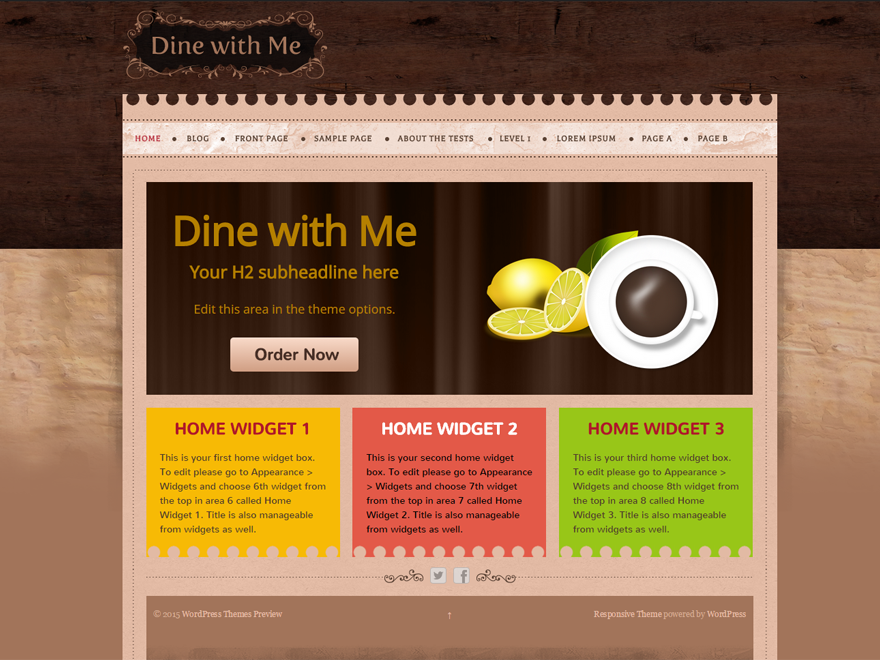 Dine with Me
HOME • BLOG • FRONT PAGE • SAMPLE PAGE • ABOUT THE TESTS • LEVEL 1 • LOREM IPSUM • PAGE A • PAGE B
Dine with Me
Your H2 subheadline here
Edit this area in the theme options.
Order Now
HOME WIDGET 1
This is your first home widget box.
To edit please go to Appearance >
Widgets and choose 6th widget from
the top in area 6 called Home
Widget 1. Title is also manageable
from widgets as well.
HOME WIDGET 2
This is your second home widget
box. To edit please go to Appearance
> Widgets and choose 7th widget
from the top in area 7 called Home
Widget 2. Title is also manageable
from widgets as well.
HOME WIDGET 3
This is your third home widget box.
To edit please go to Appearance >
Widgets and choose 8th widget from
the top in area 8 called Home
Widget 3. Title is also manageable
from widgets as well.
© 2015 WordPress Themes Preview
↑
Responsive Theme powered by WordPress